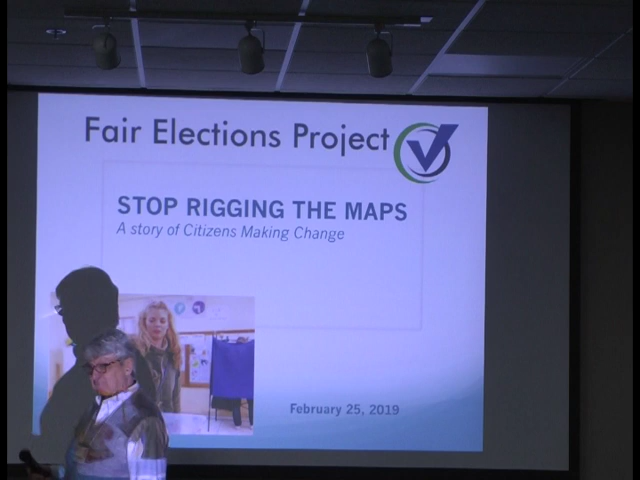 Fair Elections Project
STOP RIGGING THE MAPS
A story of Citizens Making Change
February 25, 2019